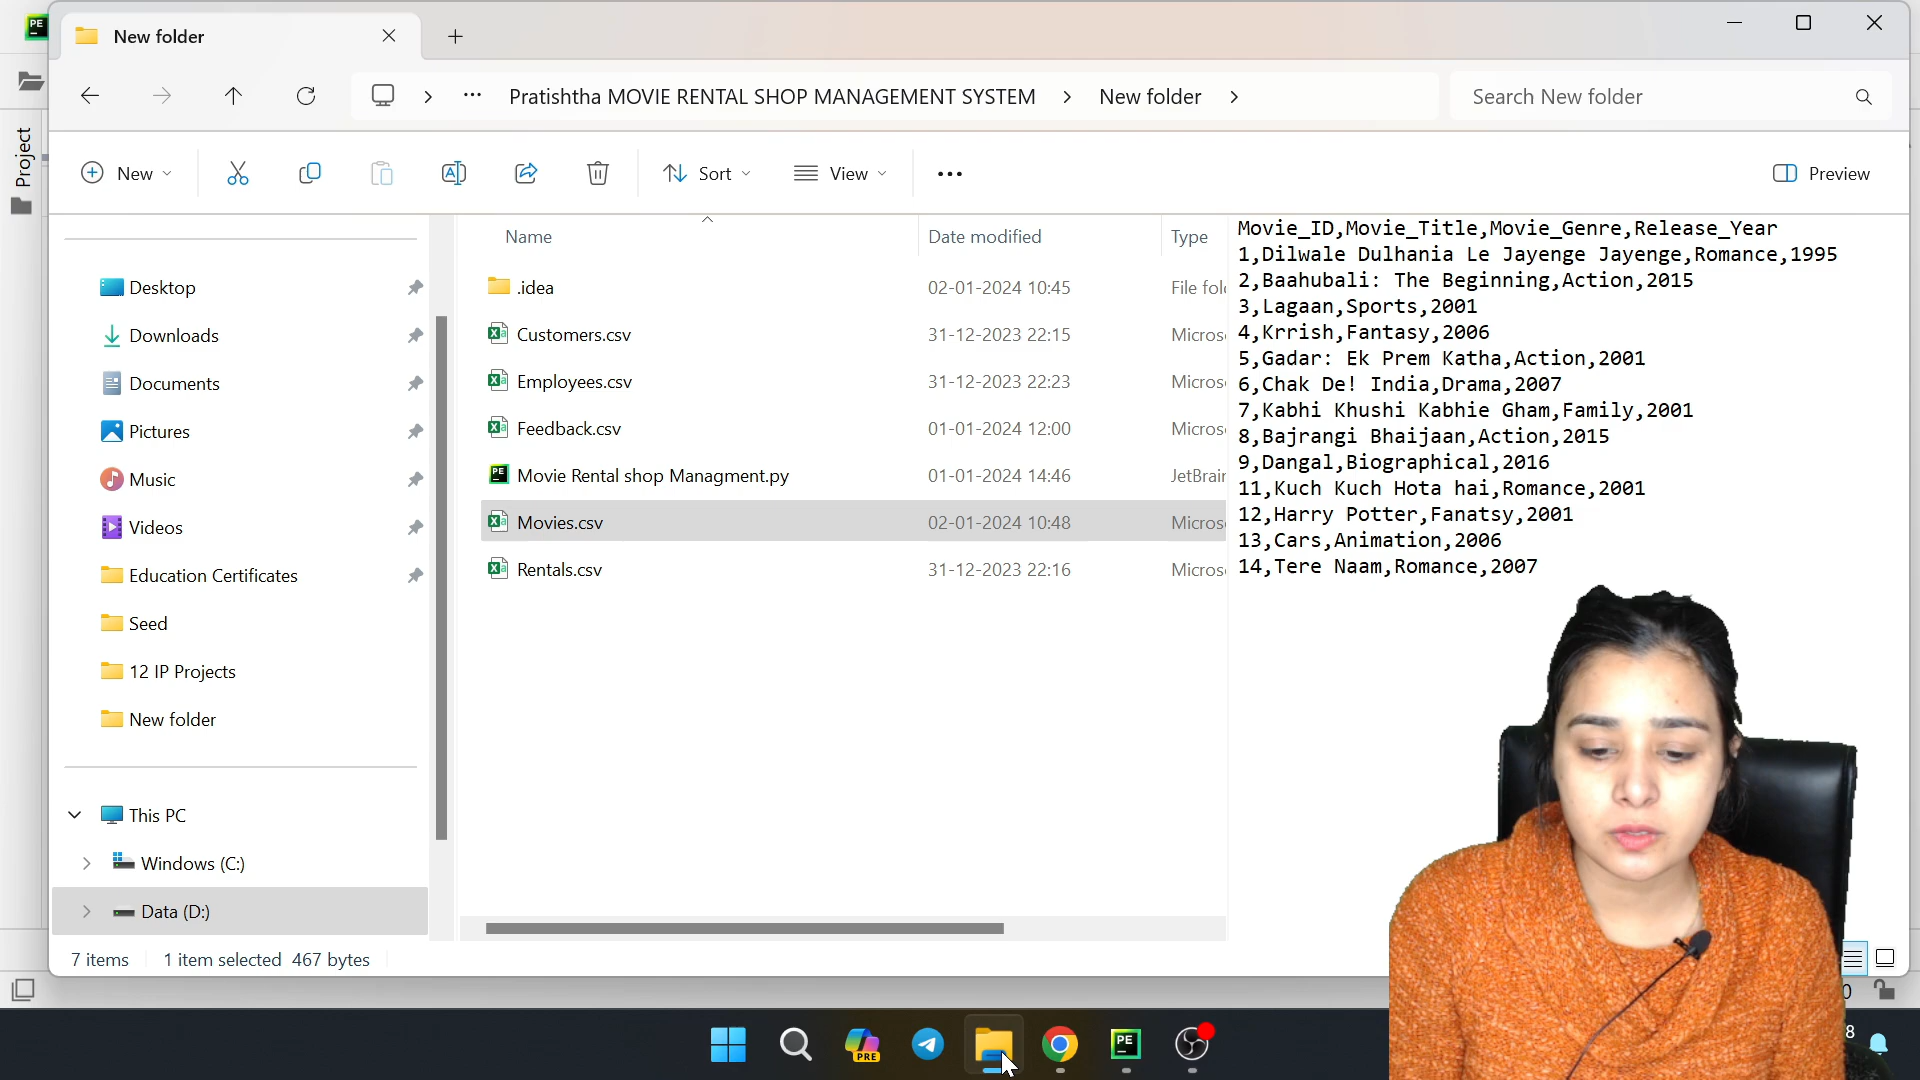 PE
New folder
Pratishtha MOVIE RENTAL SHOP MANAGEMENT SYSTEM
New folder
Search New folder
Project
New
Sort
View
Preview
Desktop
Downloads
Documents
Pictures
Music
Videos
Education Certificates
Seed
12 IP Projects
New folder
This PC
Windows (C:)
Data (D:)
Name Date modified Type
.idea 02-01-2024 10:45 File
Customers.csv 31-12-2023 22:15
Employees.csv 31-12-2023 22:23
Feedback.csv 01-01-2024 12:00
PE Movie Rental shop Managment.py 01-01-2024 14:46
Movies.csv 02-01-2024 10:48
Rentals.csv 31-12-2023 22:16
Movie_ID,Movie_Title,Movie_Genre,Release_Year
1,Dilwale Dulhania Le Jayenge Jayenge,Romance,1995
2,Baahubali: The Beginning,Action,2015
3,Lagaan,Sports,2001
4,Krrish,Fantasy,2006
5,Gadar: Ek Prem Katha,Action,2001
6,Chak De! India,Drama,2007
7,Kabhi Khushi Kabhie Gham,Family,2001
8,Bajrangi Bhaijaan,Action,2015
9,Dangal,Biographical,2016
11,Kuch Kuch Hota hai,Romance,2001
12,Harry Potter,Fanatsy,2001
13,Cars,Animation,2006
14,Tere Naam,Romance,2007
7 items 1 item selected 467 bytes
PRE
PE
8